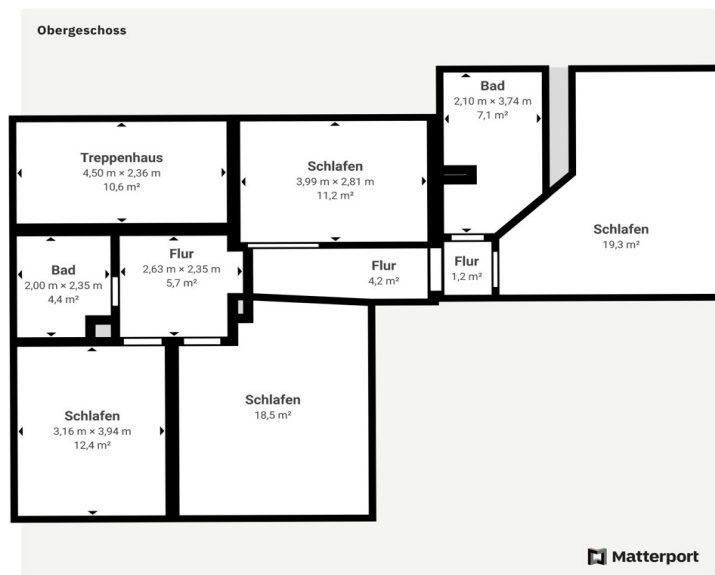 Obergeschoss
Bad
2,10 m × 3,74 m
7,1 m²
Treppenhaus
4,50 m × 2,36 m
10,6 m²
Schlafen
3,99 m × 2,81 m
11,2 m²
Schlafen
19,3 m²
Bad
2,00 m × 2,35 m
4,4 m²
Flur
2,63 m × 2,35 m
5,7 m²
Flur
4,2 m²
Flur
1,2 m²
Schlafen
3,16 m × 3,94 m
12,4 m²
Schlafen
18,5 m²
Matterport